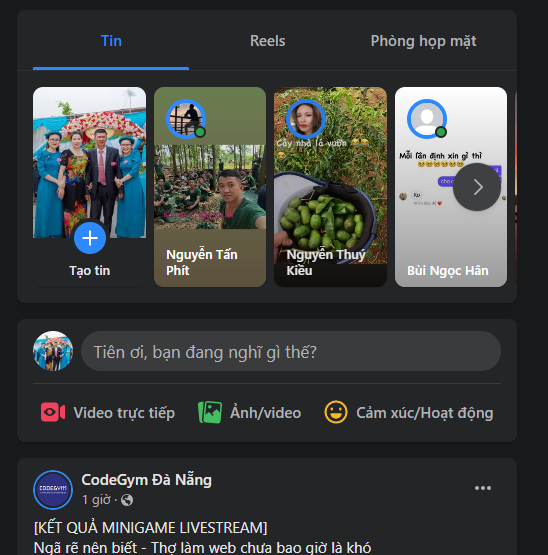 Tin
Reels
Phòng họp mặt
Cây nhà lá vườn
Mỗi lần định xin gì thì
Tạo tin
Nguyễn Tấn
Phít
Nguyễn Thuý
Kiều
Bùi Ngọc Hân
Tiên ơi, bạn đang nghĩ gì thế?
Video trực tiếp
Ảnh/video
Cảm xúc/Hoạt động
CODEGYM
CodeGym Đà Nẵng
1 giờ ·
[KẾT QUẢ MINIGAME LIVESTREAM]
Ngã rẽ nên biết - Thợ làm web chưa bao giờ là khó